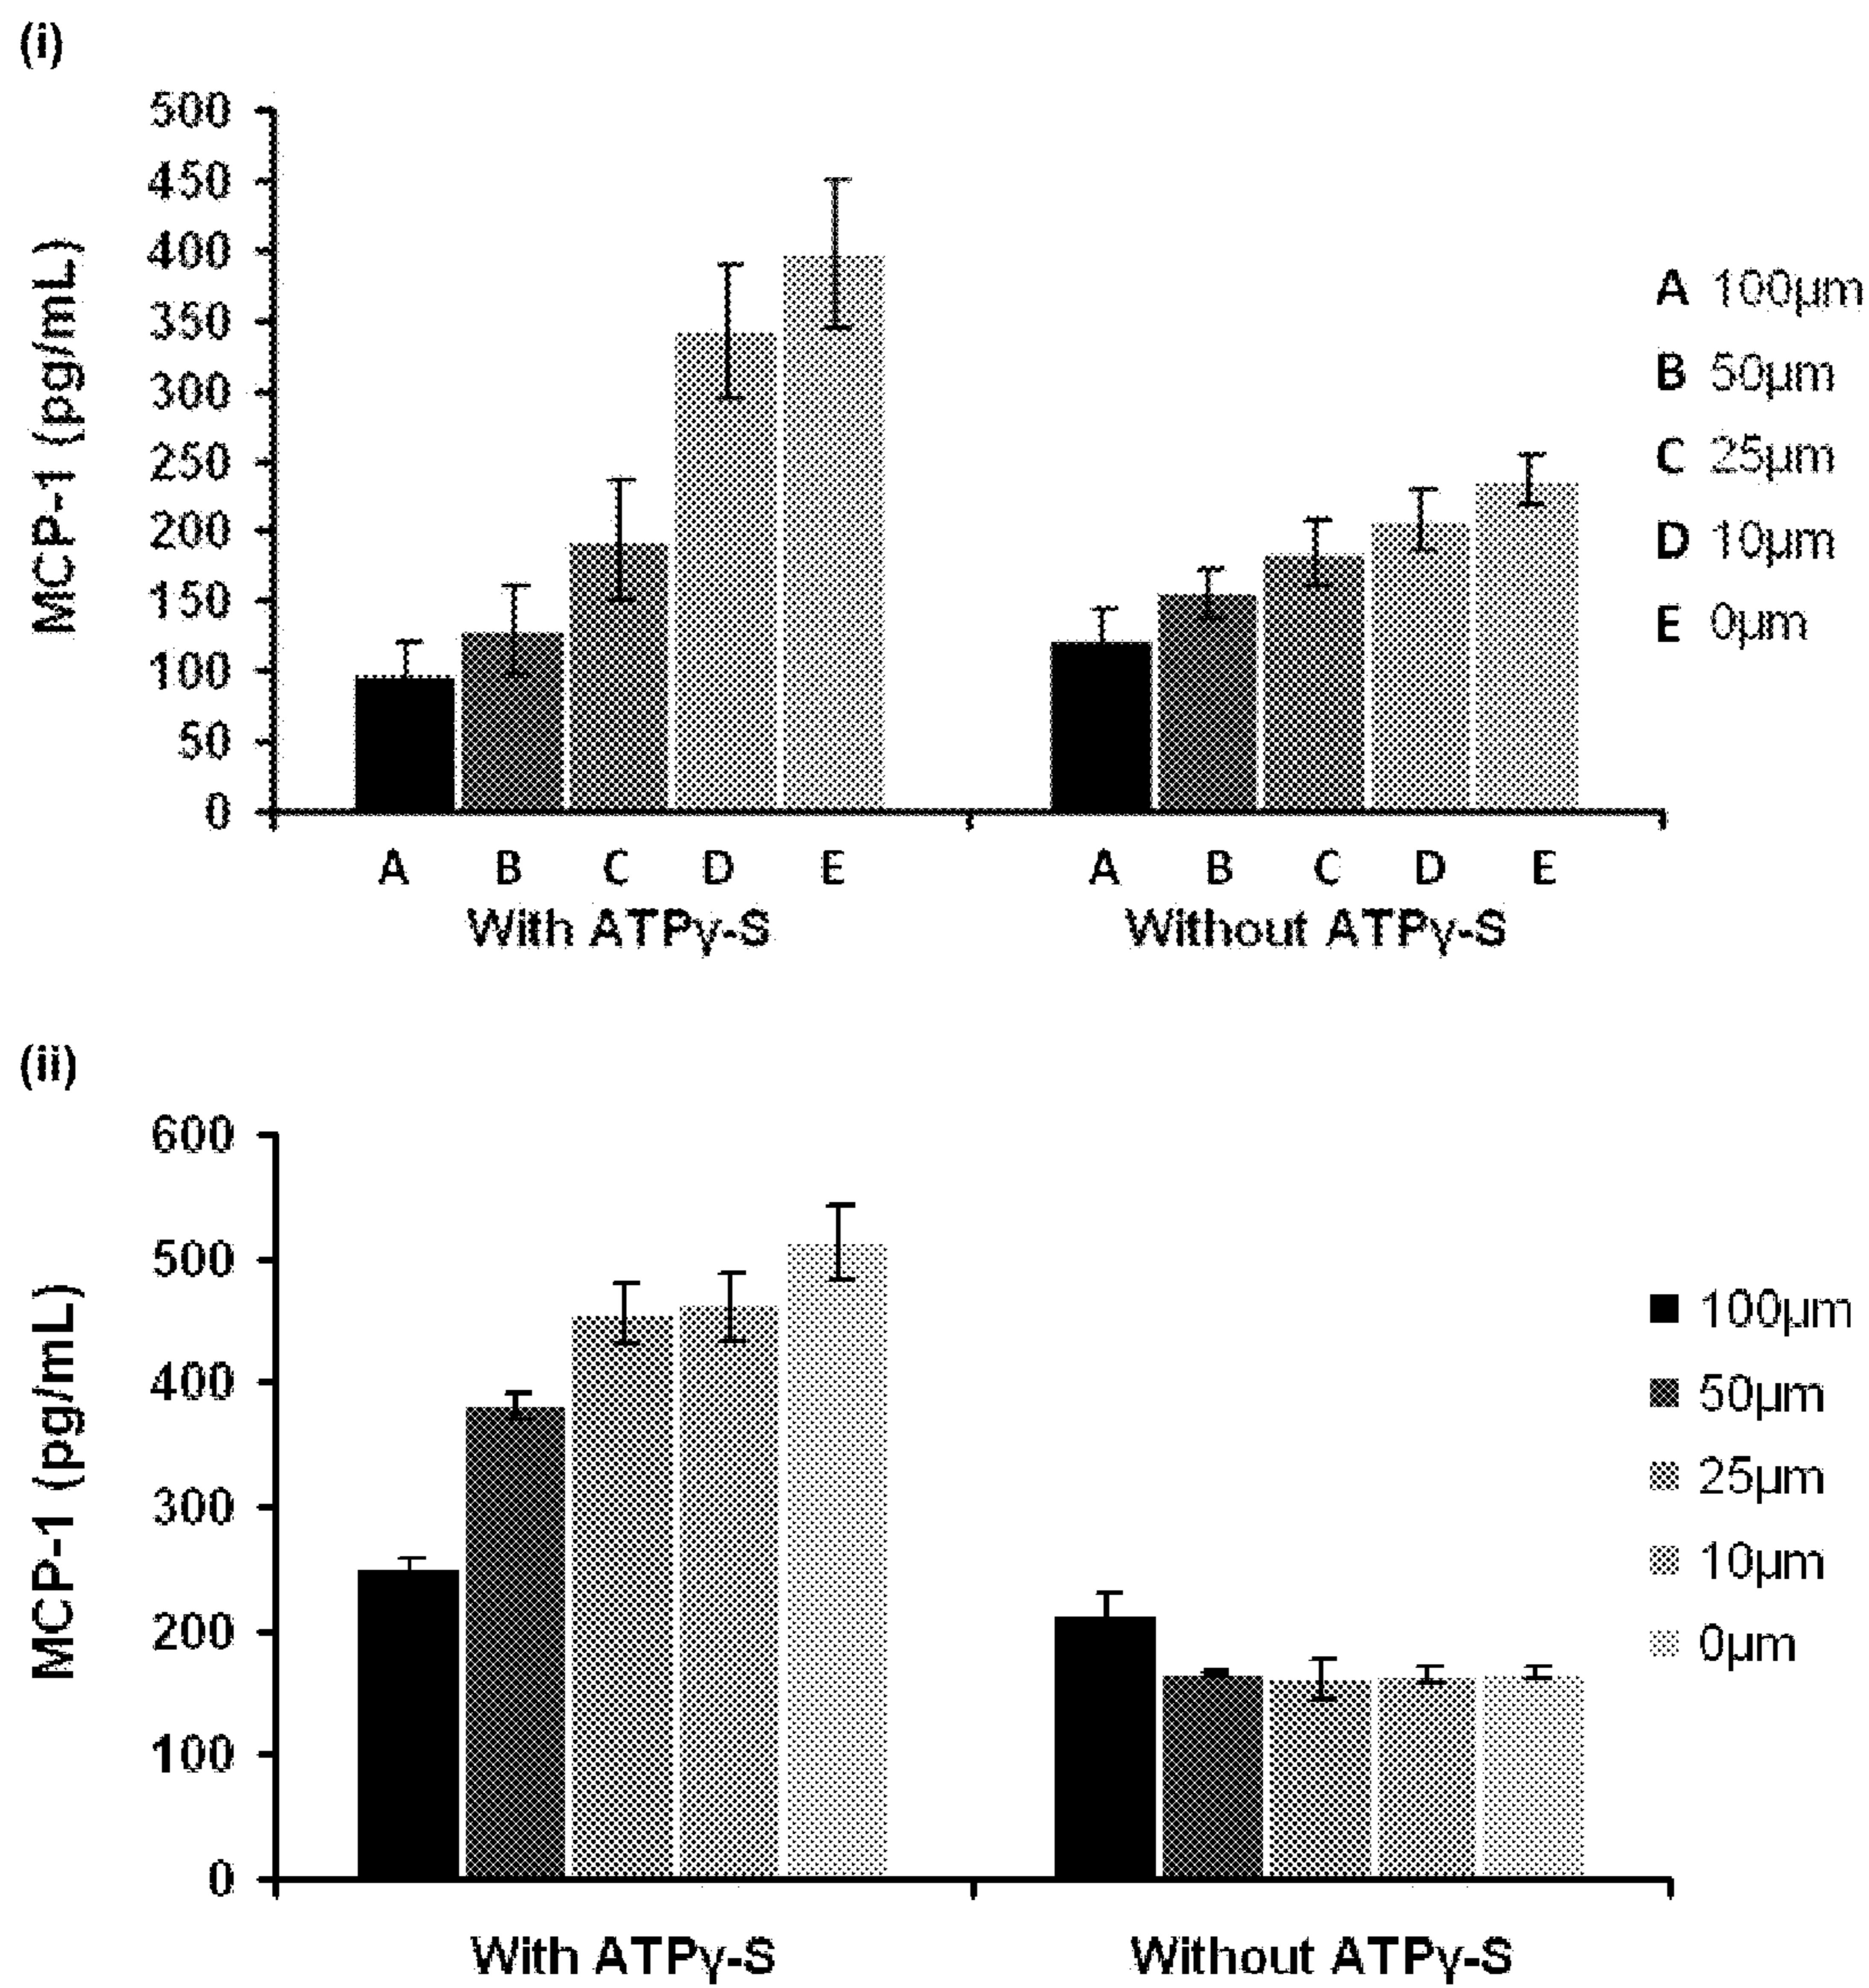 (i)
MCP-1 (pg/mL)
500
450
400
350
300
250
200
150
100
50
0
A B C D E A B C D E
With ATPγ-S Without ATPγ-S
A 100μm
B 50μm
C 25μm
D 10μm
E 0μm
(ii)
MCP-1 (pg/mL)
600
500
400
300
200
100
0
With ATPγ-S Without ATPγ-S
100μm
50μm
25μm
10μm
0μm